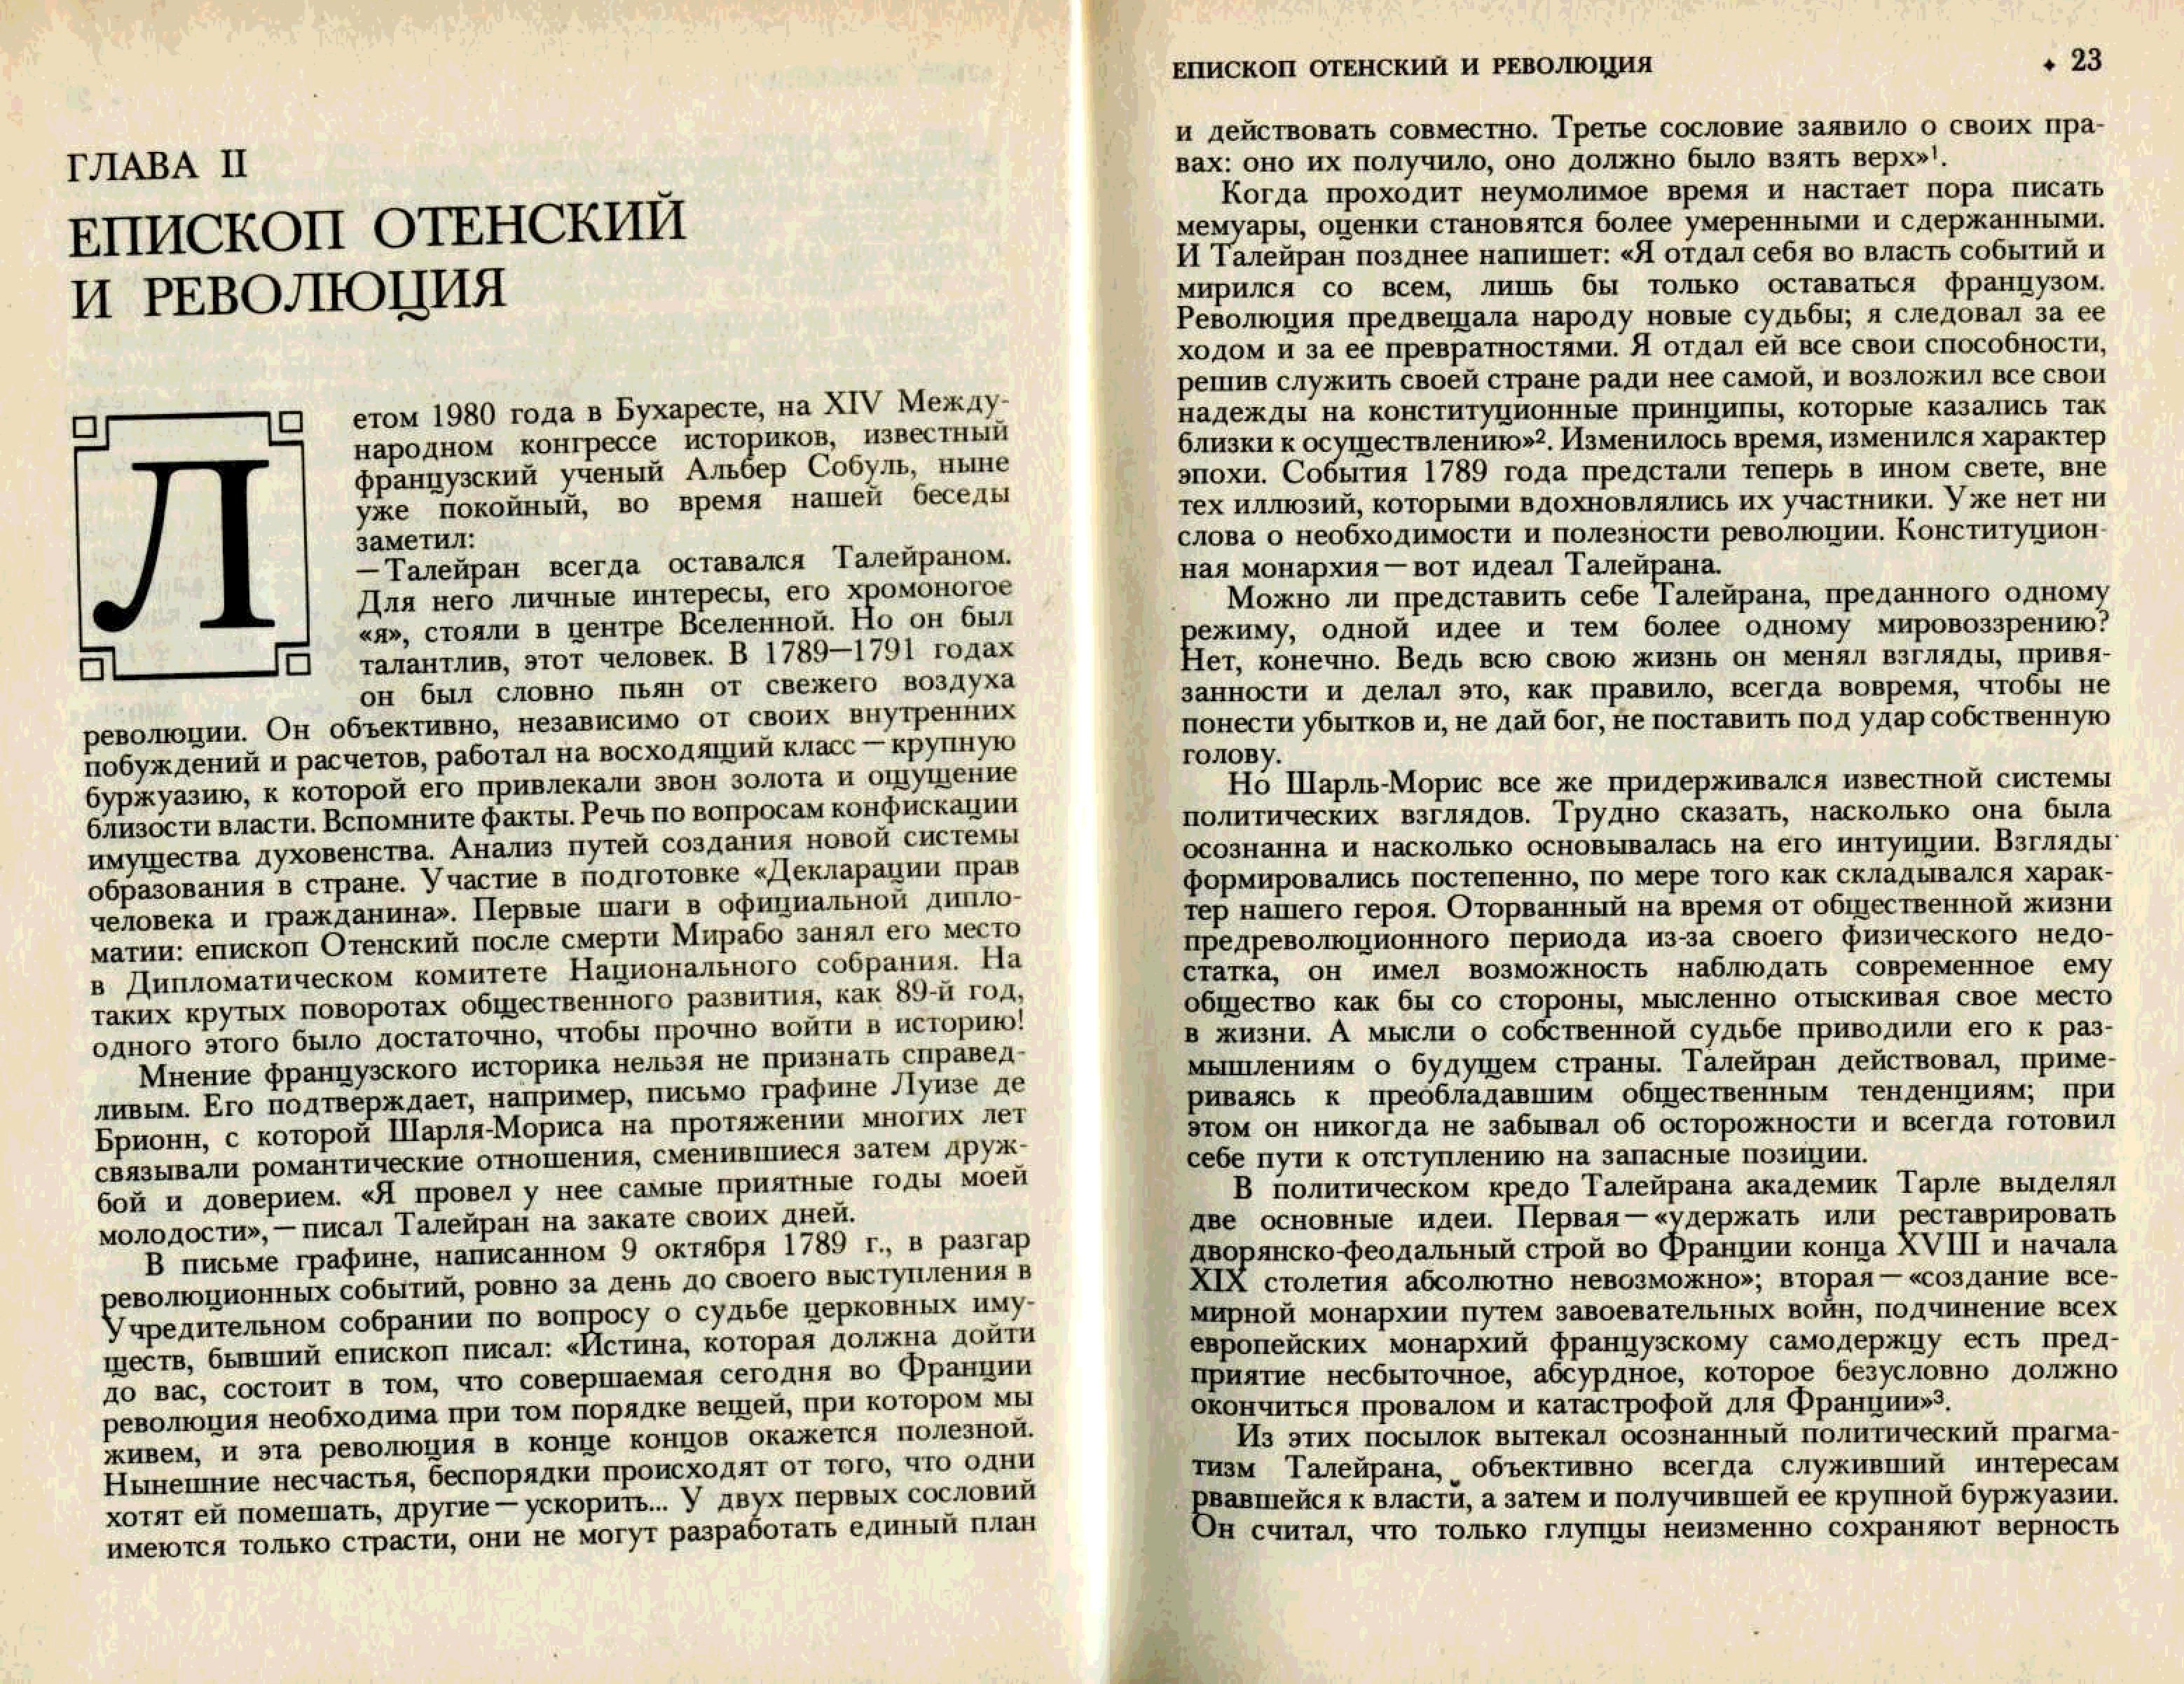 ГЛАВА II
ЕПИСКОП ОТЕНСКИЙ
И РЕВОЛЮЦИЯ
Летом 1980 года в Бухаресте, на XIV Между-
народном конгрессе историков, известный
французский ученый Альбер Собуль, ныне
уже покойный, во время нашей беседы
заметил:
—Талейран всегда оставался Талейраном.
Для него личные интересы, его хромоногое
«я», стояли в центре Вселенной. Но он был
талантлив, этот человек. В 1789—1791 годах
он был словно пьян от свежего воздуха
революции. Он объективно, независимо от своих внутренних
побуждений и расчетов, работал на восходящий класс — крупную
буржуазию, к которой его привлекали звон золота и ощущение
близости власти. Вспомните факты. Речь по вопросам конфискации
имущества духовенства. Анализ путей создания новой системы
образования в стране. Участие в подготовке «Декларации прав
человека и гражданина». Первые шаги в официальной дипло-
матии: епископ Отенский после смерти Мирабо занял его место
в Дипломатическом комитете Национального собрания. На
таких крутых поворотах общественного развития, как 89-й год,
одного этого было достаточно, чтобы прочно войти в историю!
Мнение французского историка нельзя не признать справед-
ливым. Его подтверждает, например, письмо графине Луизе де
Брионн, с которой Шарля-Мориса на протяжении многих лет
связывали романтические отношения, сменившиеся затем друж-
бой и доверием. «Я провел у нее самые приятные годы моей
молодости», — писал Талейран на закате своих дней.
В письме графине, написанном 9 октября 1789 г., в разгар
революционных событий, ровно за день до своего выступления в
Учредительном собрании по вопросу о судьбе церковных иму-
ществ, бывший епископ писал: «Истина, которая должна дойти
до вас, состоит в том, что совершаемая сегодня во Франции
революция необходима при том порядке вещей, при котором мы
живем, и эта революция в конце концов окажется полезной.
Нынешние несчастья, беспорядки происходят от того, что одни
хотят ей помешать, другие — ускорить... У двух первых сословий
имеются только страсти, они не могут разработать единый план
ЕПИСКОП ОТЕНСКИЙ И РЕВОЛЮЦИЯ ♦ 23
и действовать совместно. Третье сословие заявило о своих пра-
вах: оно их получило, оно должно было взять верх»¹.
Когда проходит неумолимое время и настает пора писать
мемуары, оценки становятся более умеренными и сдержанными.
И Талейран позднее напишет: «Я отдал себя во власть событий и
мирился со всем, лишь бы только оставаться французом.
Революция предвещала народу новые судьбы; я следовал за ее
ходом и за ее превратностями. Я отдал ей все свои способности,
решив служить своей стране ради нее самой, и возложил все свои
надежды на конституционные принципы, которые казались так
близки к осуществлению»². Изменилось время, изменился характер
эпохи. События 1789 года предстали теперь в ином свете, вне
тех иллюзий, которыми вдохновлялись их участники. Уже нет ни
слова о необходимости и полезности революции. Конституцион-
ная монархия — вот идеал Талейрана.
Можно ли представить себе Талейрана, преданного одному
режиму, одной идее и тем более одному мировоззрению?
Нет, конечно. Ведь всю свою жизнь он менял взгляды, привя-
занности и делал это, как правило, всегда вовремя, чтобы не
понести убытков и, не дай бог, не поставить под удар собственную
голову.
Но Шарль-Морис все же придерживался известной системы
политических взглядов. Трудно сказать, насколько она была
осознанна и насколько основывалась на его интуиции. Взгляды
формировались постепенно, по мере того как складывался харак-
тер нашего героя. Оторванный на время от общественной жизни
предреволюционного периода из-за своего физического недо-
статка, он имел возможность наблюдать современное ему
общество как бы со стороны, мысленно отыскивая свое место
в жизни. А мысли о собственной судьбе приводили его к раз-
мышлениям о будущем страны. Талейран действовал, приме-
риваясь к преобладавшим общественным тенденциям; при
этом он никогда не забывал об осторожности и всегда готовил
себе пути к отступлению на запасные позиции.
В политическом кредо Талейрана академик Тарле выделял
две основные идеи. Первая — «удержать или реставрировать
дворянско-феодальный строй во Франции конца XVIII и начала
XIX столетия абсолютно невозможно»; вторая — «создание все-
мирной монархии путем завоевательных войн, подчинение всех
европейских монархий французскому самодержцу есть пред-
приятие несбыточное, абсурдное, которое безусловно должно
окончиться провалом и катастрофой для Франции»³.
Из этих посылок вытекал осознанный политический прагма-
тизм Талейрана, объективно всегда служивший интересам
рвавшейся к власти, а затем и получившей ее крупной буржуазии.
Он считал, что только глупцы неизменно сохраняют верность